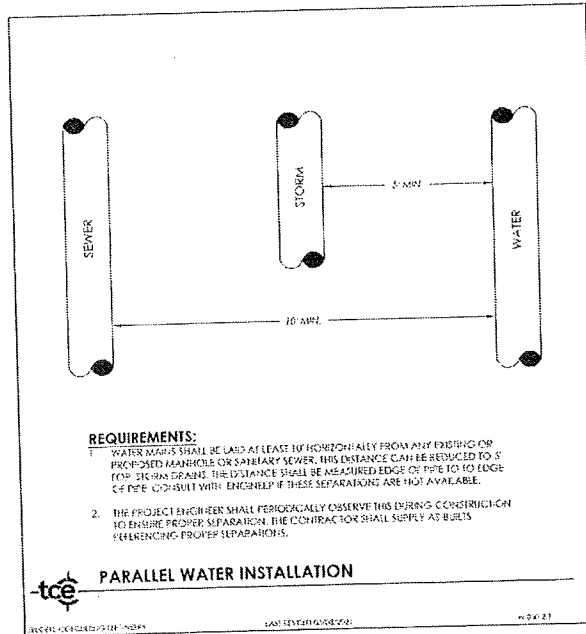 SEWER
STORM
WATER
5' MIN.
10' MIN.
REQUIREMENTS:
1. WATER MAINS SHALL BE LAID AT LEAST 10' HORIZONTALLY FROM ANY EXISTING OR
PROPOSED MANHOLE OR SANITARY SEWER. THIS DISTANCE CAN BE REDUCED TO 5'
FOR STORM DRAINS. THE DISTANCE SHALL BE MEASURED EDGE OF PIPE TO TO EDGE
OF PIPE. CONSULT WITH ENGINEER IF THESE SEPARATIONS ARE NOT AVAILABLE.
2. THE PROJECT ENGINEER SHALL PERIODICALLY OBSERVE THIS DURING CONSTRUCTION
TO ENSURE PROPER SEPARATION. THE CONTRACTOR SHALL SUPPLY AS-BUILTS
REFERENCING PROPER SEPARATIONS.
tce
PARALLEL WATER INSTALLATION
CONSULTING ENGINEERS
LAST REVISED